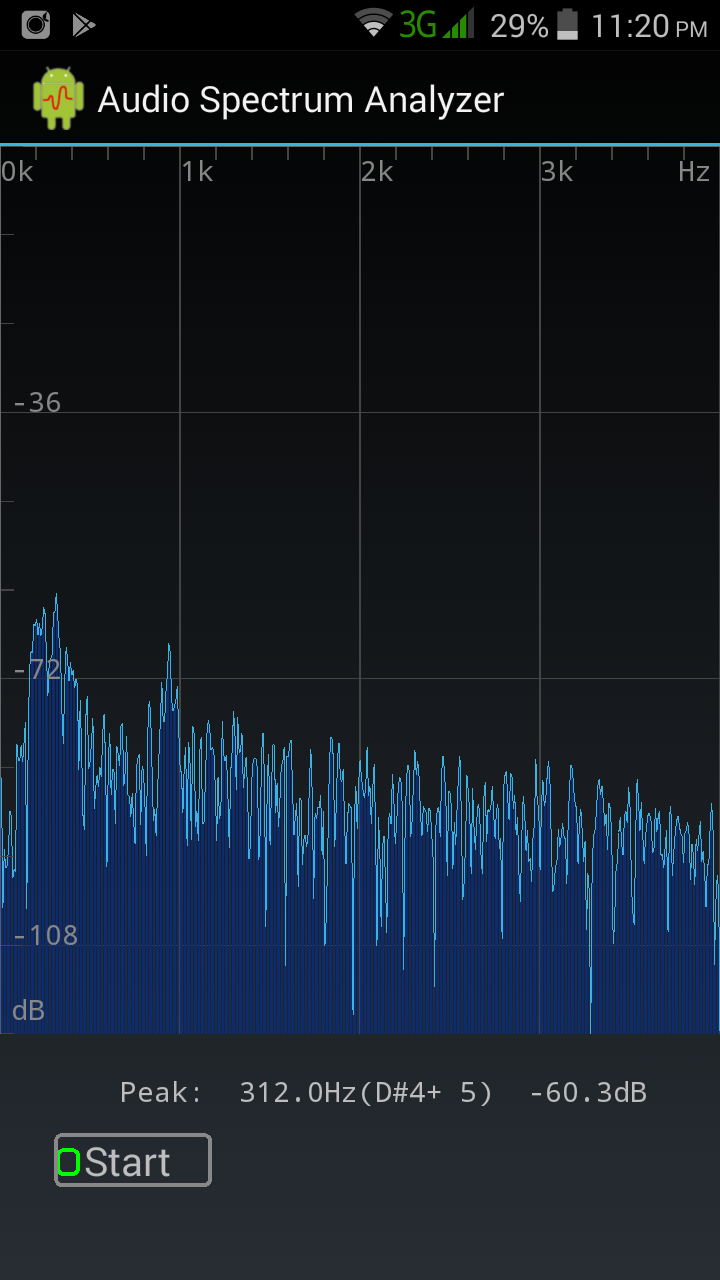 3G 29% 11:20 PM
Audio Spectrum Analyzer
0k 1k 2k 3k Hz
-36
-72
-108
dB
Peak: 312.0Hz(D#4+ 5) -60.3dB
Start